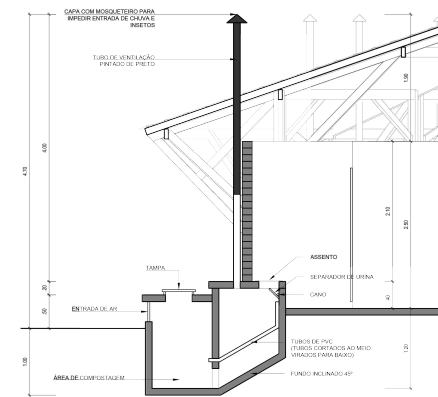 CAPA COM MOSQUETEIRO PARA
IMPEDIR ENTRADA DE CHUVA E
INSETOS
TUBO DE VENTILAÇÃO
PINTADO DE PRETO
1.90
4.00
4.70
2.10
2.50
ASSENTO
SEPARADOR DE URINA
CANO
TAMPA
.20
.40
ENTRADA DE AR
.50
TUBOS DE PVC
(TUBOS CORTADOS AO MEIO
VIRADOS PARA BAIXO)
1.20
1.00
FUNDO INCLINADO 45º
ÁREA DE COMPOSTAGEM